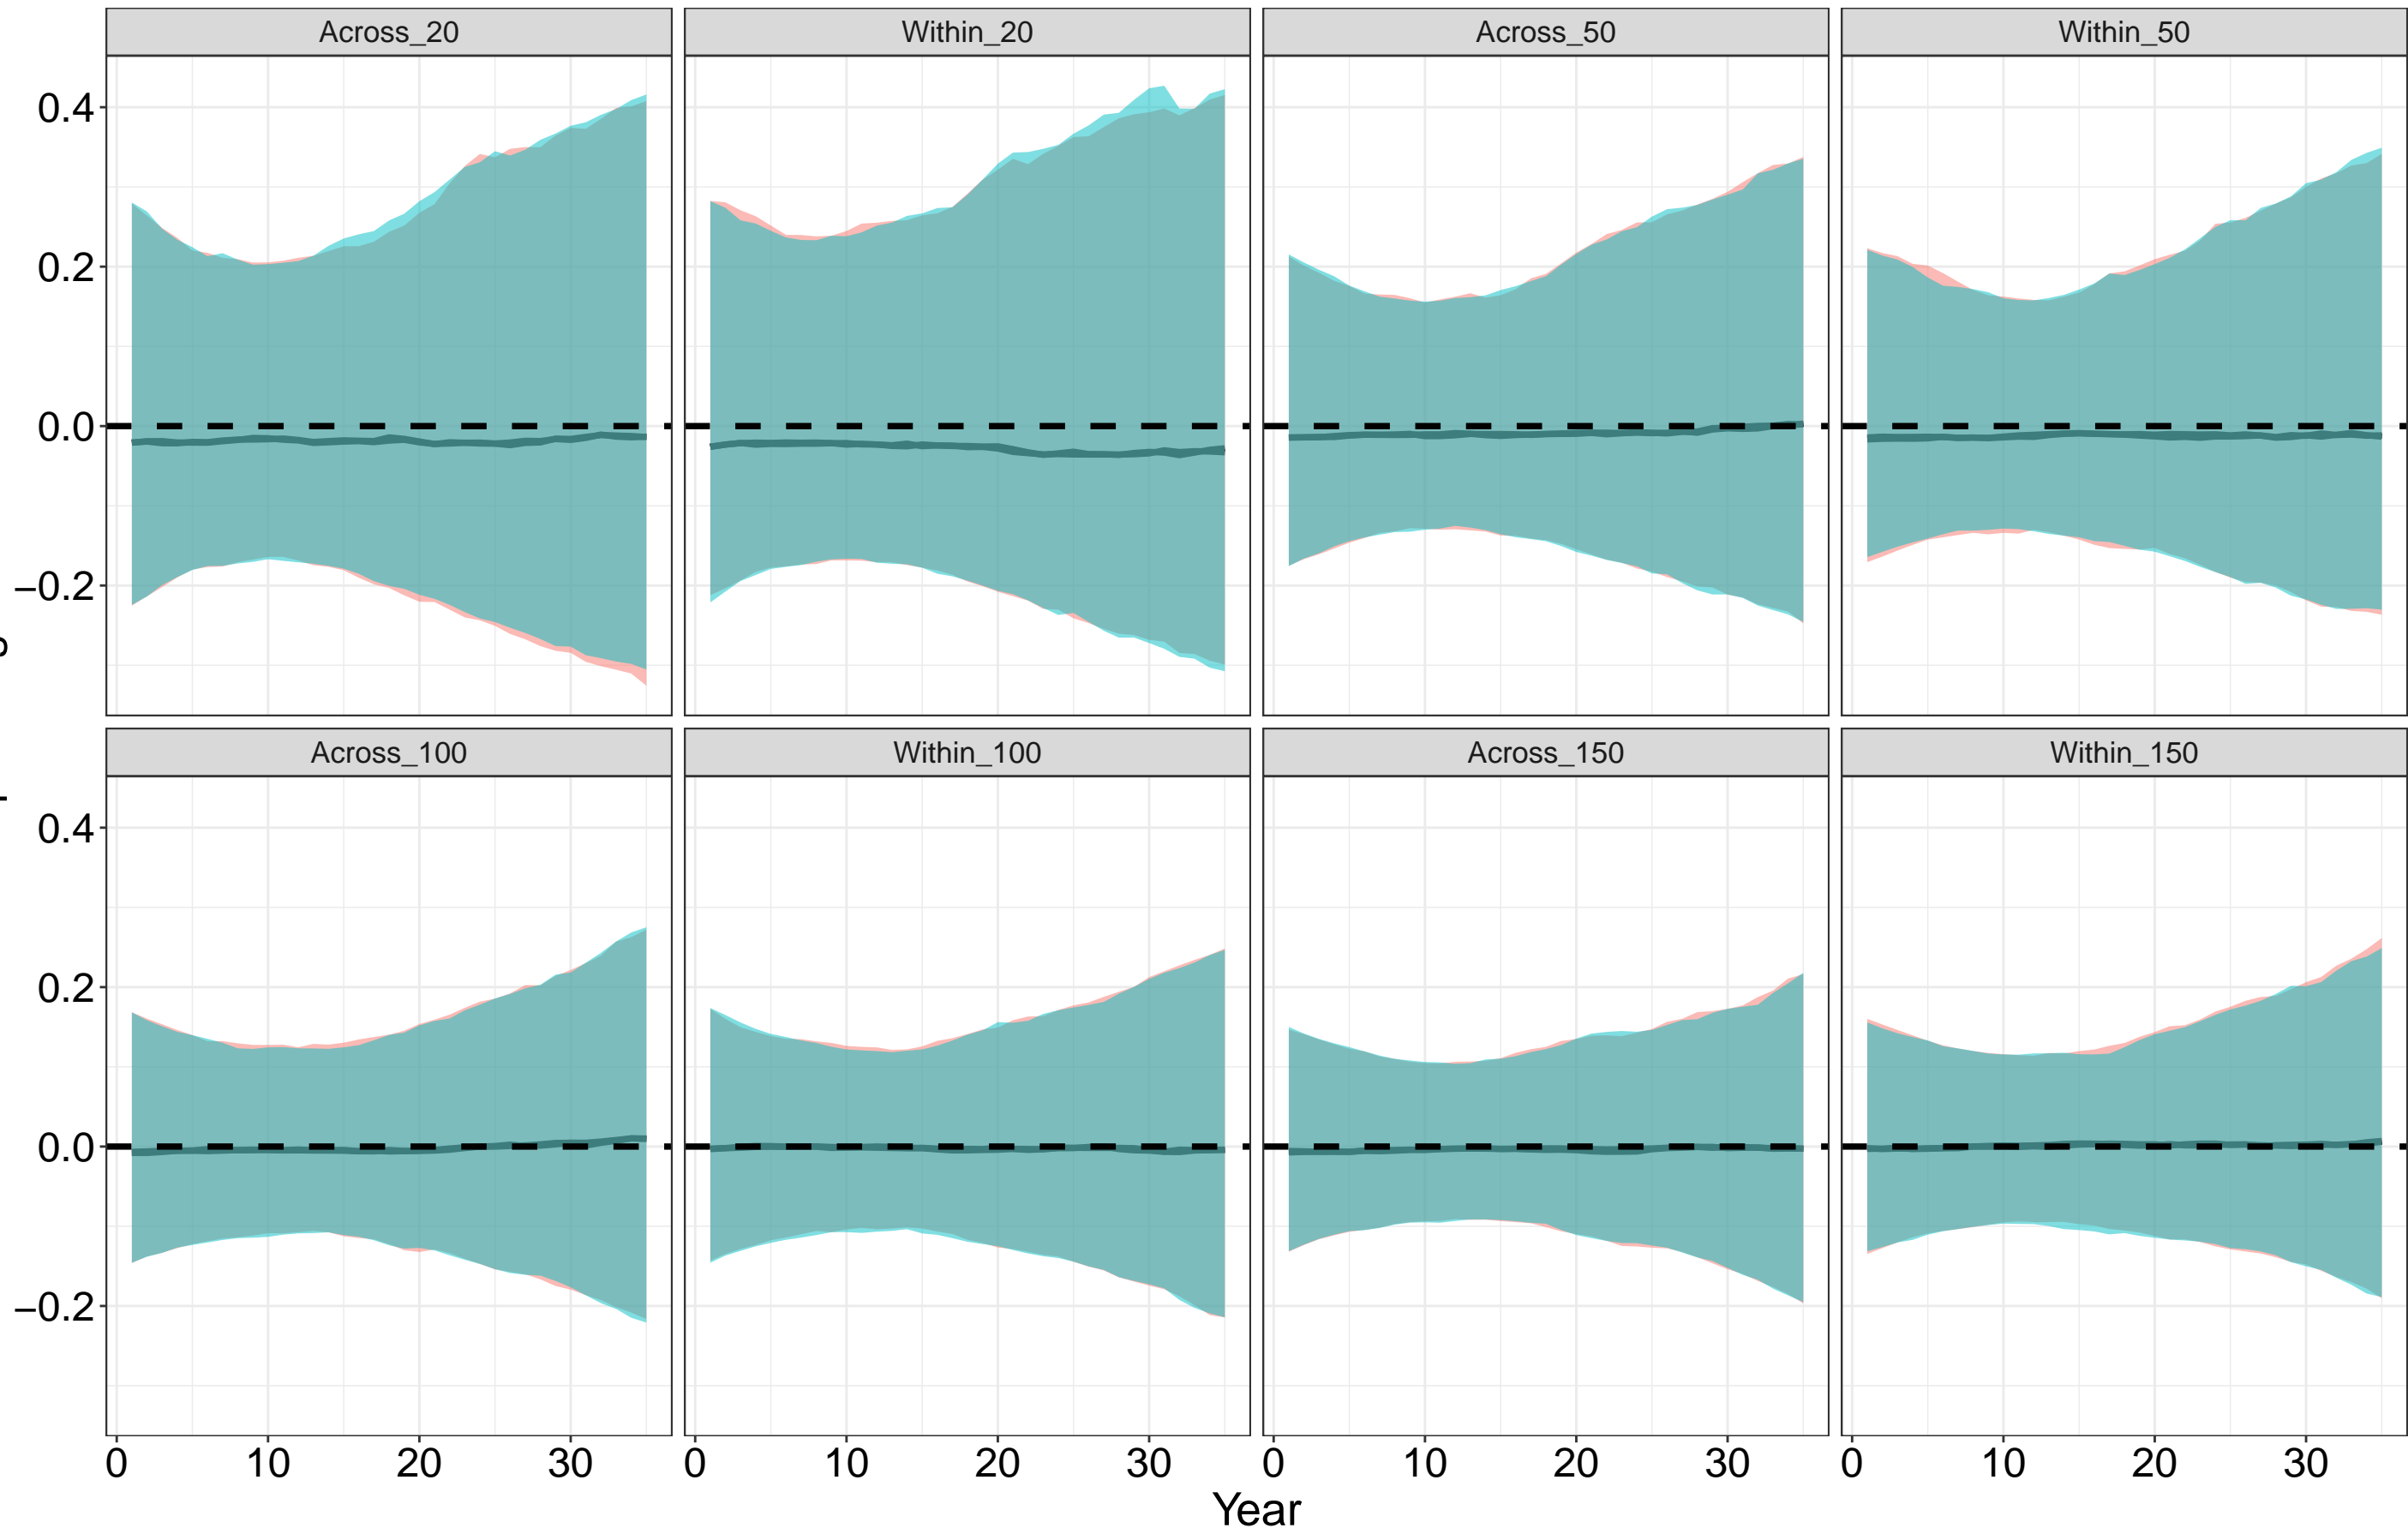 Across_20 Within_20 Across_50 Within_50
0.4
0.2
0.0
−0.2
Across_100 Within_100 Across_150 Within_150
0.4
0.2
0.0
−0.2
0 10 20 30 0 10 20 30 0 10 20 30 0 10 20 30
Year